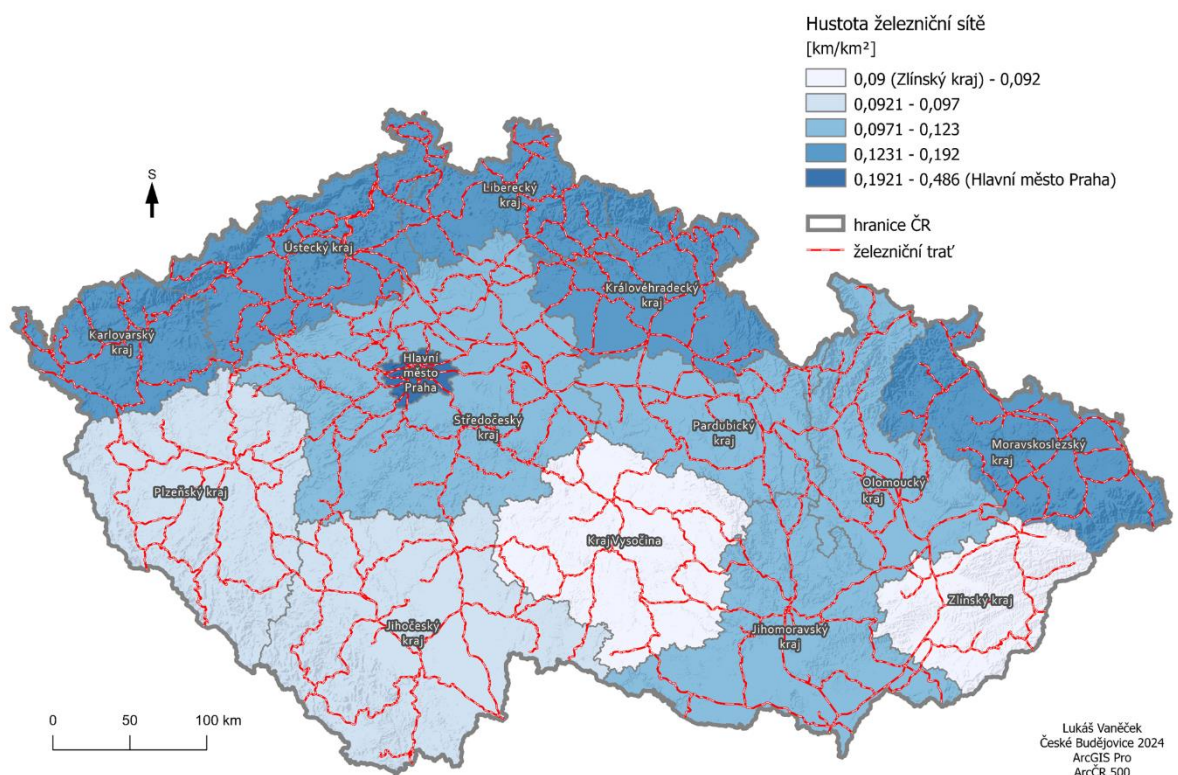 Hustota železniční sítě
[km/km²]
0,09 (Zlínský kraj) - 0,092
0,0921 - 0,097
0,0971 - 0,123
0,1231 - 0,192
0,1921 - 0,486 (Hlavní město Praha)
hranice ČR
železniční trať
S
Liberecký
kraj
Ústecký kraj
Královéhradecký
kraj
Karlovarský
kraj
Hlavní
město
Praha
Středočeský
kraj
Pardubický
kraj
Moravskoslezský
kraj
Plzeňský kraj
Olomoucký
kraj
Kraj Vysočina
Zlínský kraj
Jihočeský
kraj
Jihomoravský
kraj
0 50 100 km
Lukáš Vaněček
České Budějovice 2024
ArcGIS Pro
ArcČR 500